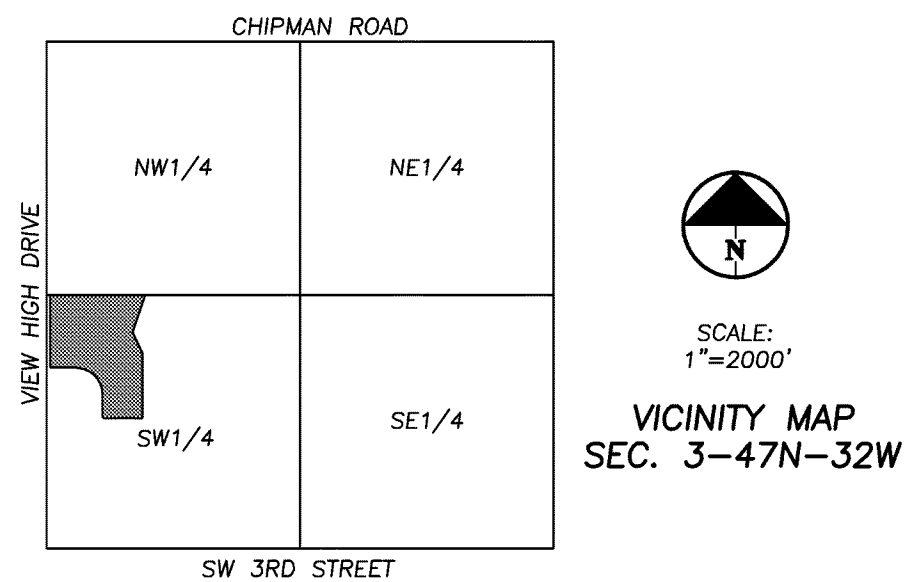 CHIPMAN ROAD
NW1/4
NE1/4
VIEW HIGH DRIVE
N
SCALE:
1"=2000'
SW1/4
SE1/4
VICINITY MAP
SEC. 3-47N-32W
SW 3RD STREET